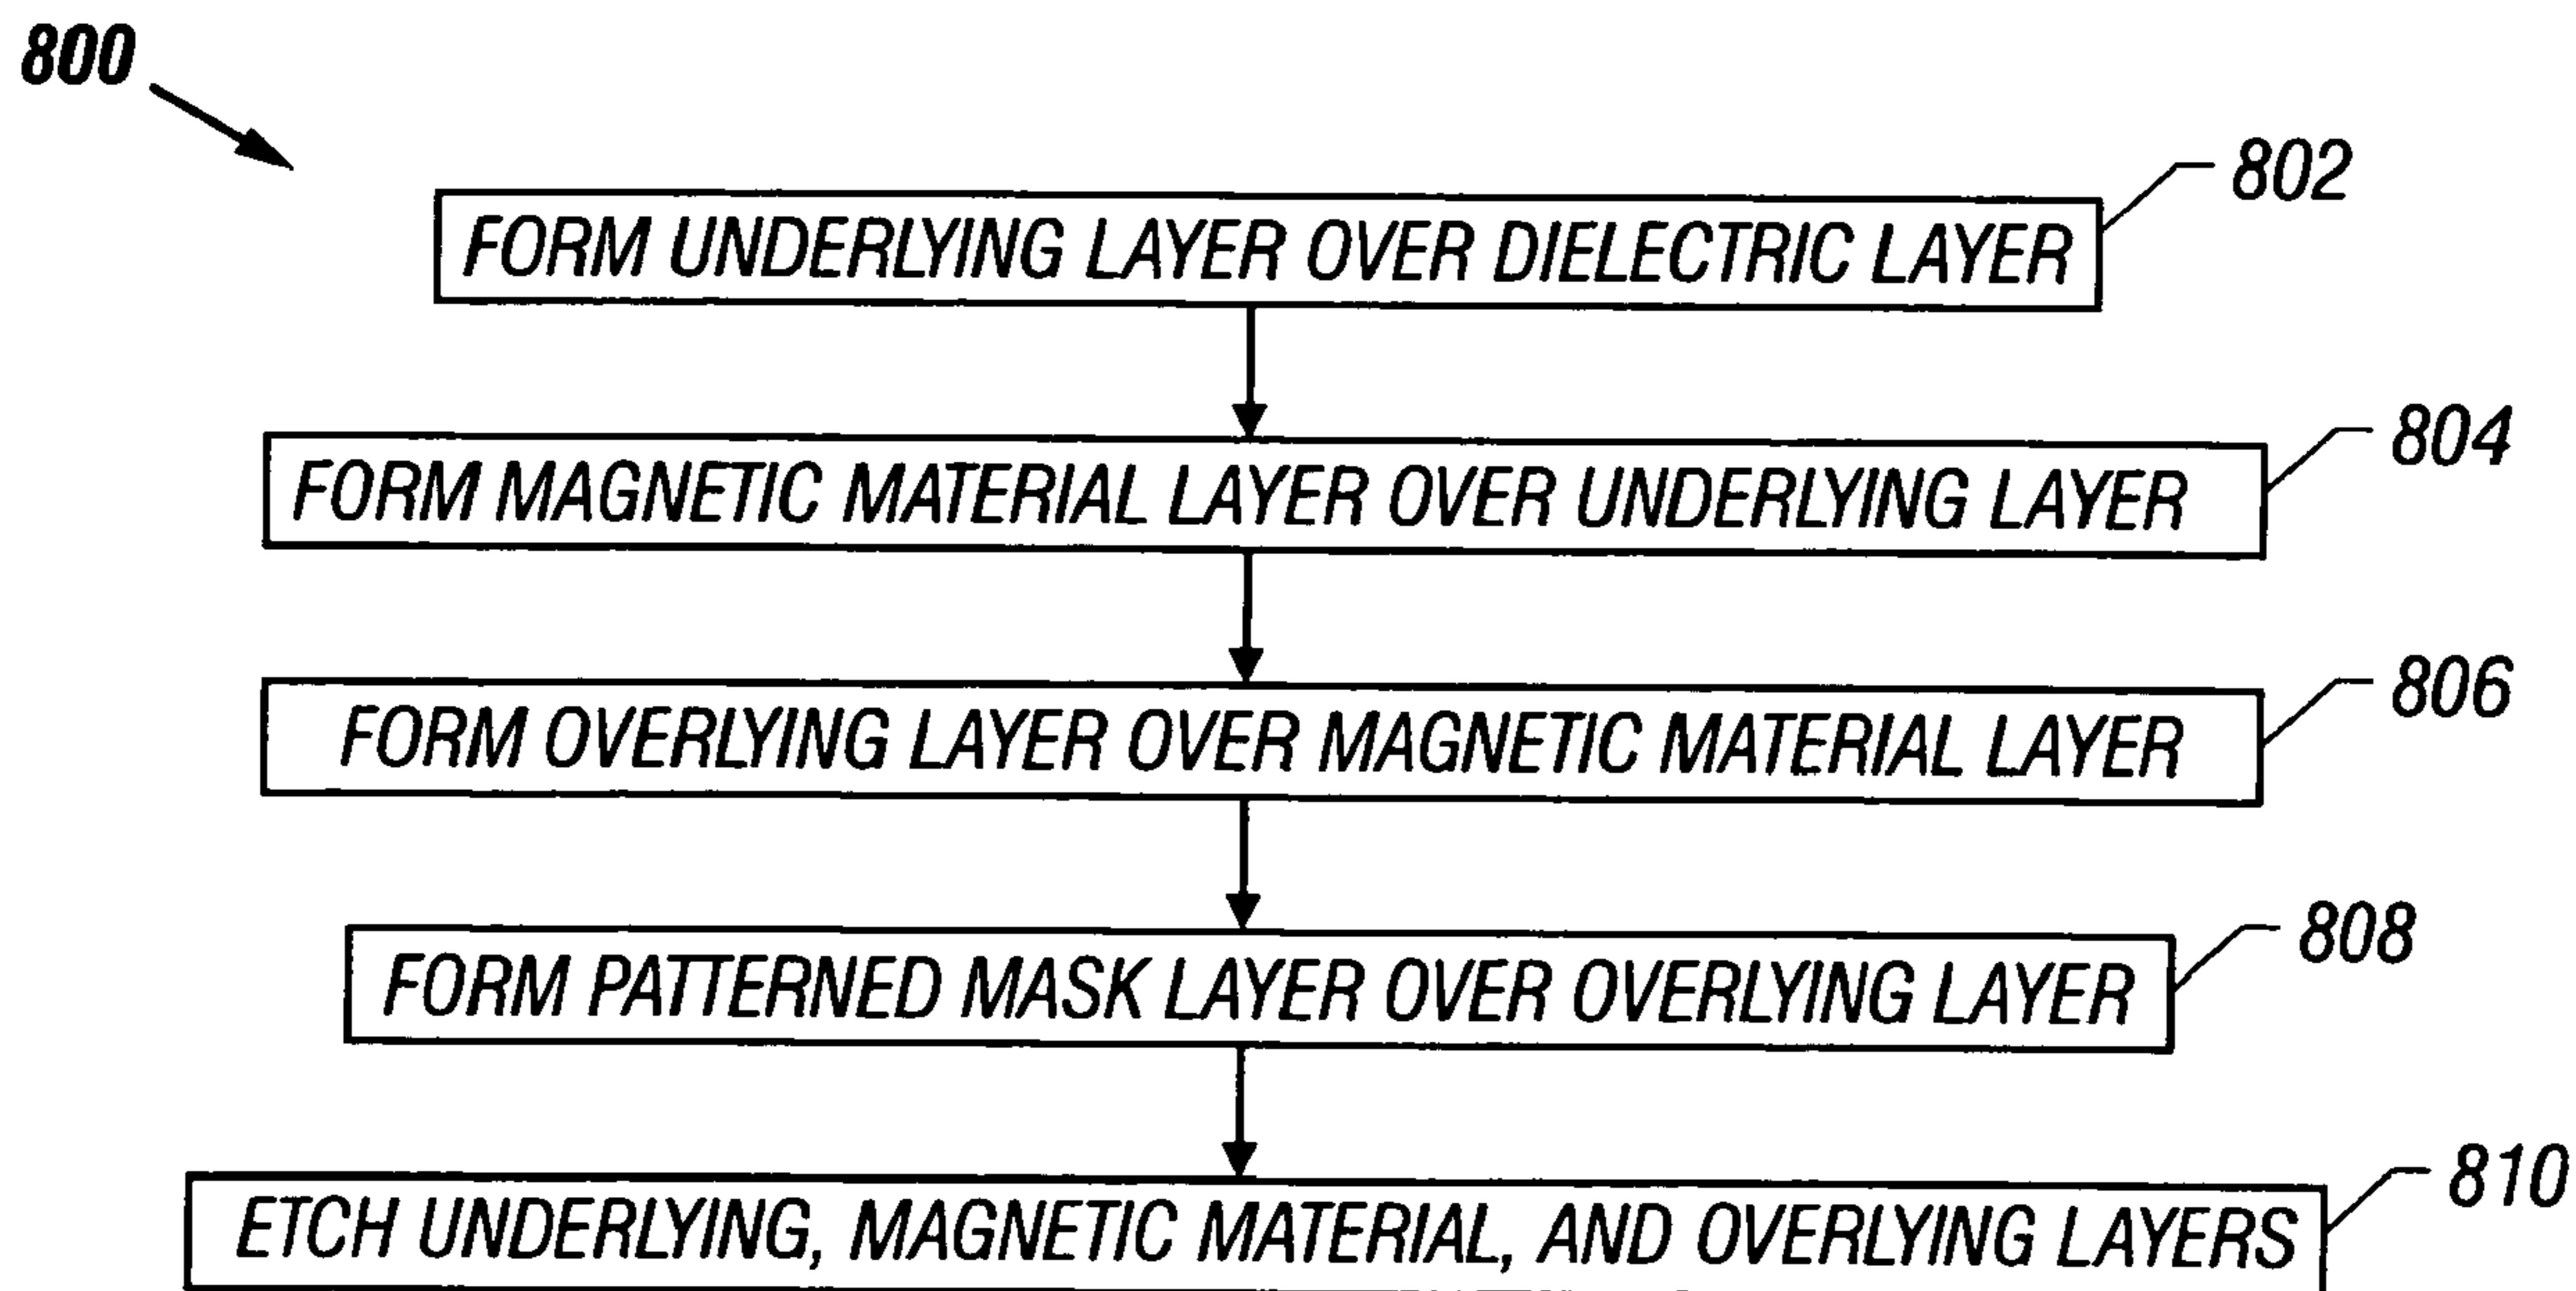 800
802
FORM UNDERLYING LAYER OVER DIELECTRIC LAYER
804
FORM MAGNETIC MATERIAL LAYER OVER UNDERLYING LAYER
806
FORM OVERLYING LAYER OVER MAGNETIC MATERIAL LAYER
808
FORM PATTERNED MASK LAYER OVER OVERLYING LAYER
810
ETCH UNDERLYING, MAGNETIC MATERIAL, AND OVERLYING LAYERS